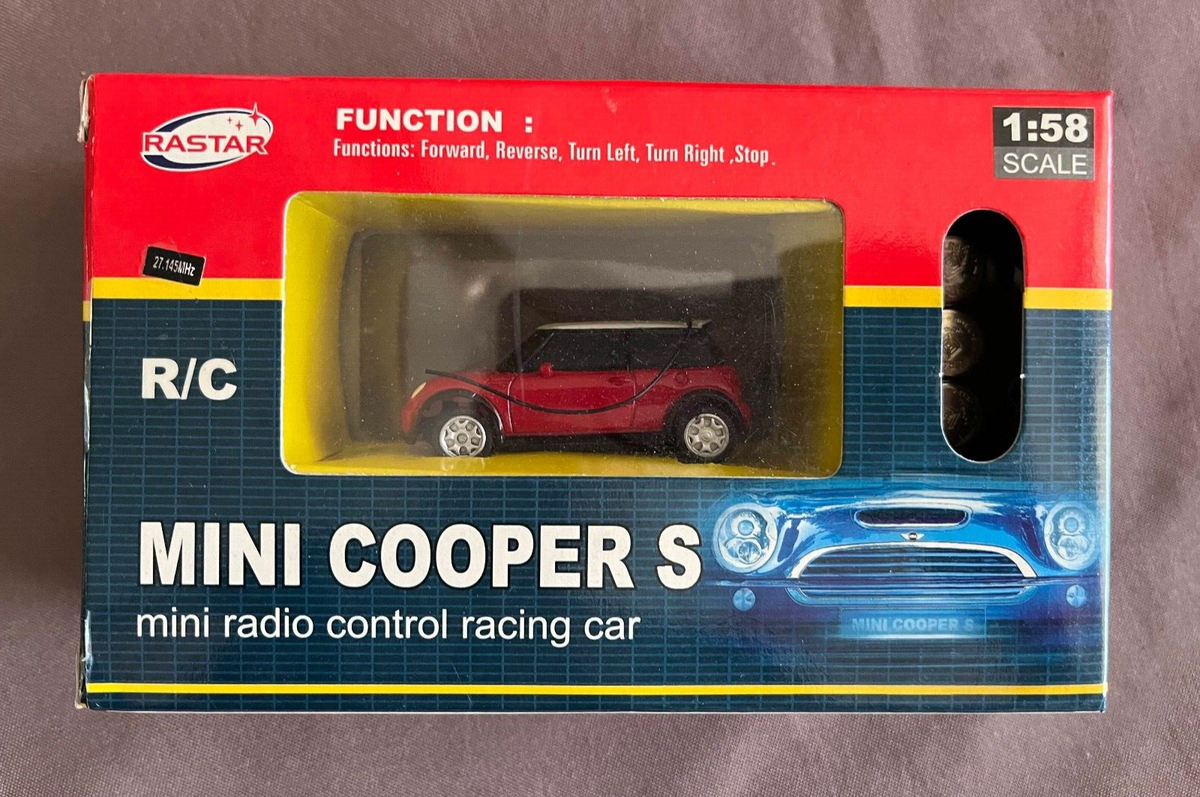 RASTAR
FUNCTION :
Functions: Forward, Reverse, Turn Left, Turn Right ,Stop.
1:58
SCALE
27.145MHz
R/C
MINI COOPER S
mini radio control racing car
MINI COOPER S